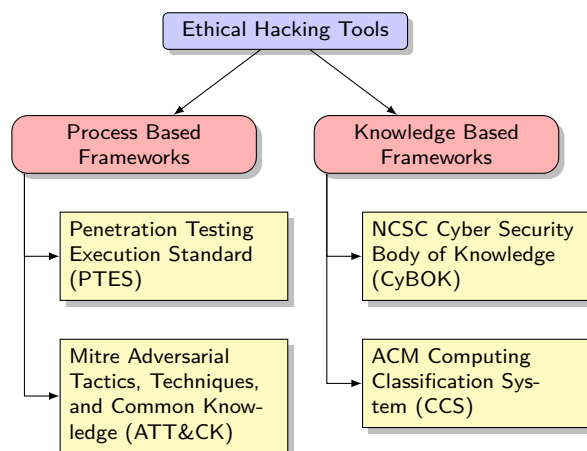 Ethical Hacking Tools
Process Based
Frameworks
Knowledge Based
Frameworks
Penetration Testing
Execution Standard
(PTES)
NCSC Cyber Security
Body of Knowledge
(CyBOK)
Mitre Adversarial
Tactics, Techniques,
and Common Know-
ledge (ATT&CK)
ACM Computing
Classification Sys-
tem (CCS)